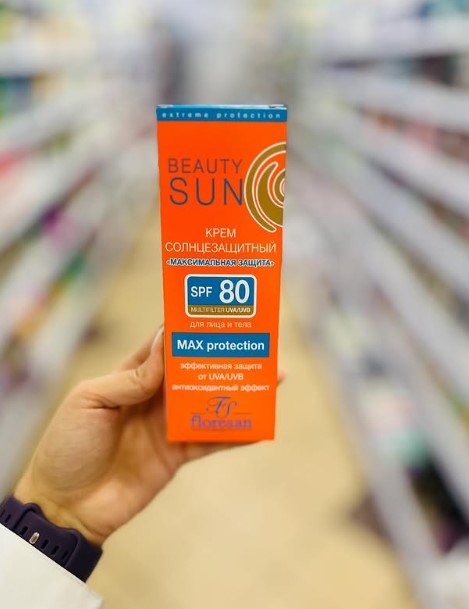 extreme protection
BEAUTY
SUN
КРЕМ
СОЛНЦЕЗАЩИТНЫЙ
«МАКСИМАЛЬНАЯ ЗАЩИТА»
SPF 80
MULTIFILTER UVA/UVB
для лица и тела
MAX protection
эффективная защита
от UVA/UVB
антиоксидантный эффект
FS
floresan